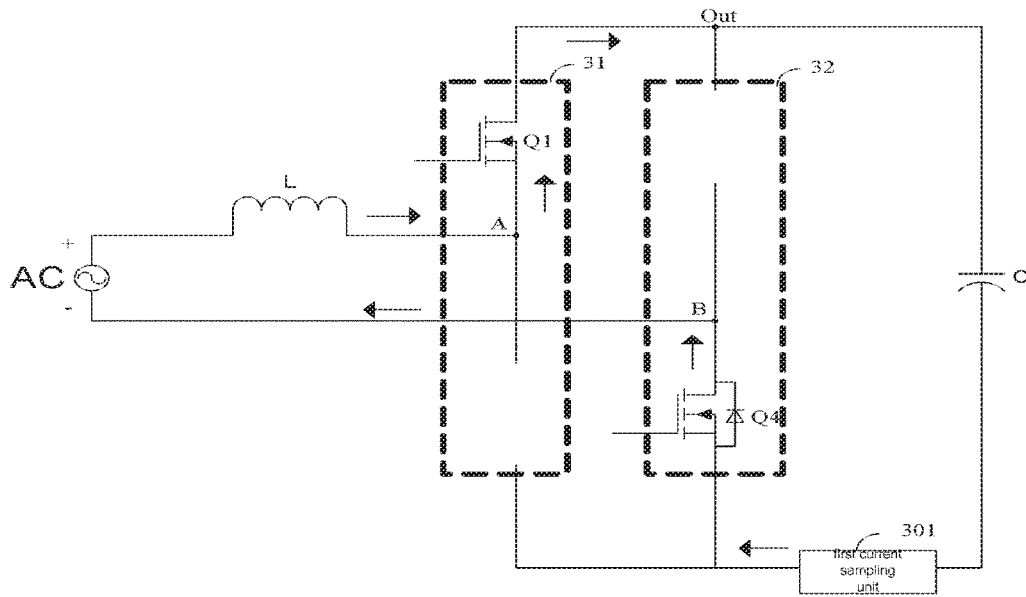 Out
31
32
Q1
L
A
+
AC
-
C
B
Q4
301
first current
sampling
unit